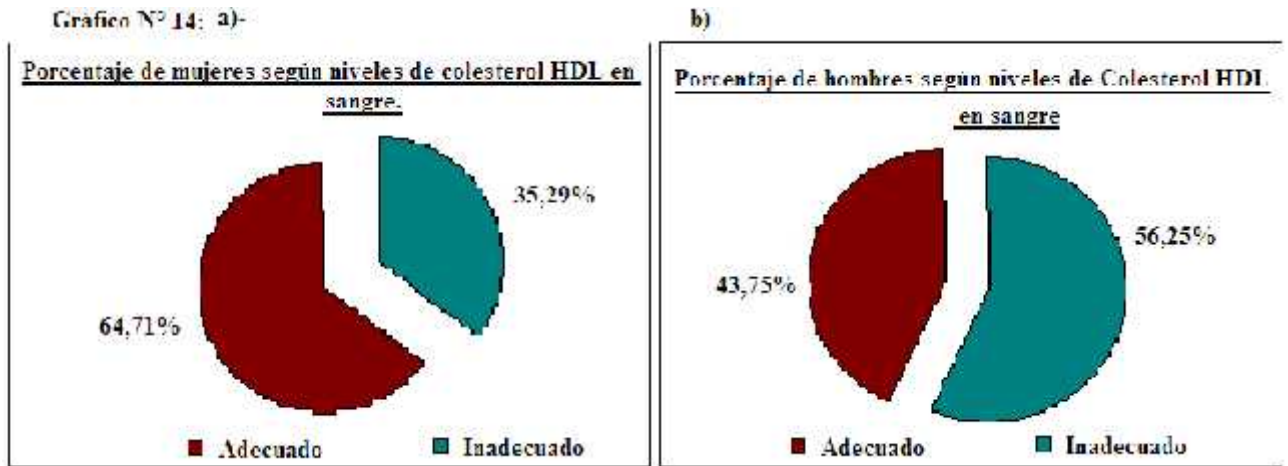 Gráfico N° 14: a)-
Porcentaje de mujeres según niveles de colesterol HDL en
sangre.
35,29%
64,71%
Adecuado Inadecuado
b)
Porcentaje de hombres según niveles de Colesterol HDL
en sangre
56,25%
43,75%
Adecuado Inadecuado